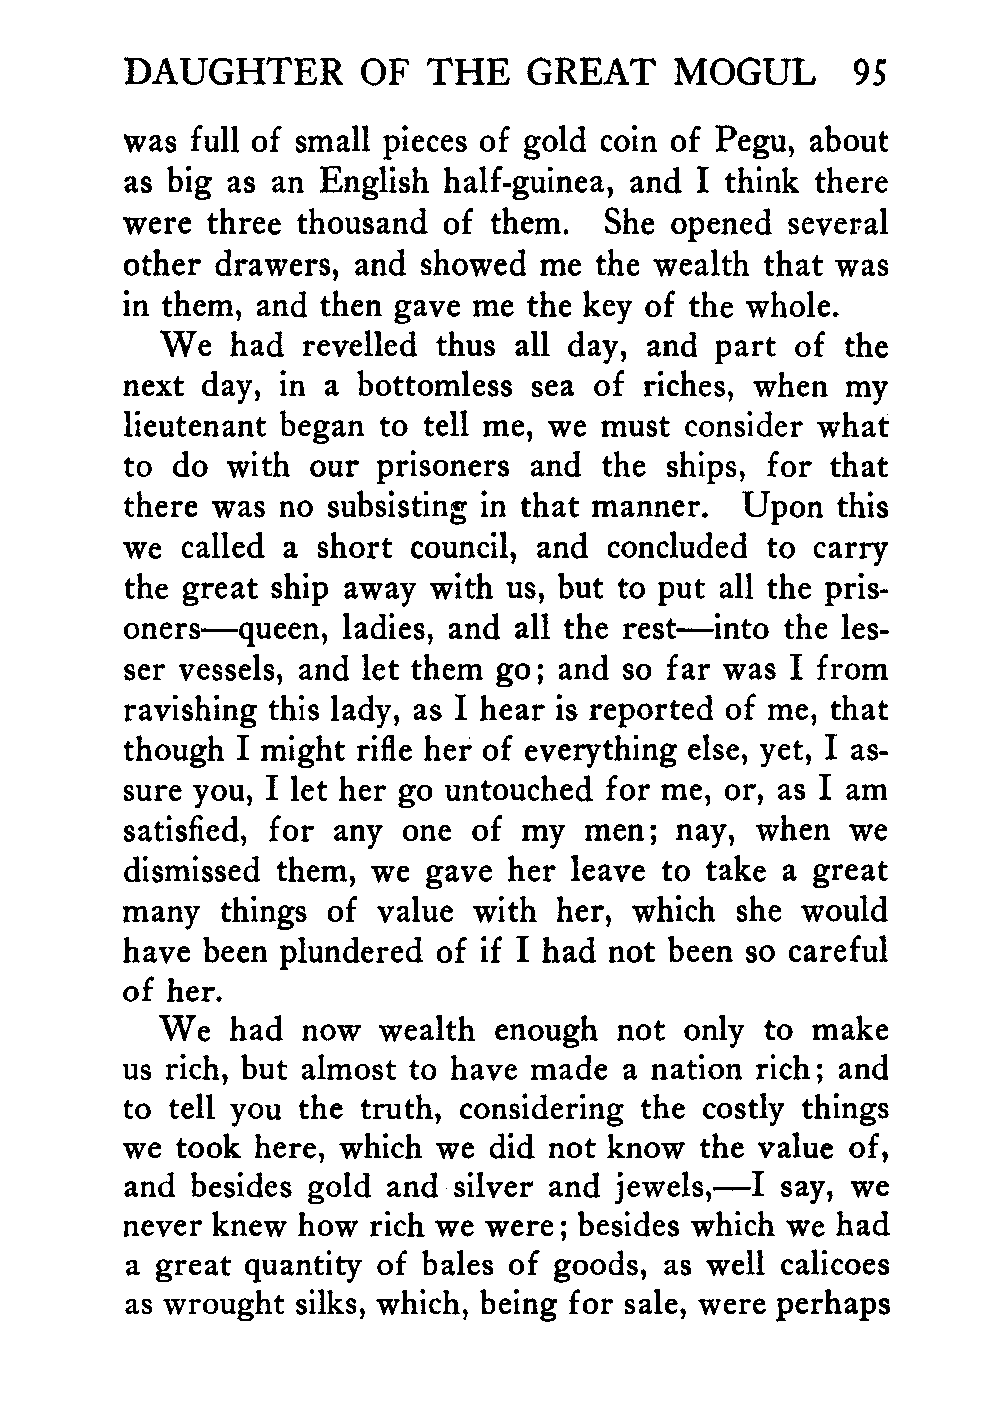 DAUGHTER OF THE GREAT MOGUL 95
was full of small pieces of gold coin of Pegu, about
as big as an English half-guinea, and I think there
were three thousand of them. She opened several
other drawers, and showed me the wealth that was
in them, and then gave me the key of the whole.
We had revelled thus all day, and part of the
next day, in a bottomless sea of riches, when my
lieutenant began to tell me, we must consider what
to do with our prisoners and the ships, for that
there was no subsisting in that manner. Upon this
we called a short council, and concluded to carry
the great ship away with us, but to put all the pris-
oners—queen, ladies, and all the rest—into the les-
ser vessels, and let them go; and so far was I from
ravishing this lady, as I hear is reported of me, that
though I might rifle her of everything else, yet, I as-
sure you, I let her go untouched for me, or, as I am
satisfied, for any one of my men; nay, when we
dismissed them, we gave her leave to take a great
many things of value with her, which she would
have been plundered of if I had not been so careful
of her.
We had now wealth enough not only to make
us rich, but almost to have made a nation rich; and
to tell you the truth, considering the costly things
we took here, which we did not know the value of,
and besides gold and silver and jewels,—I say, we
never knew how rich we were; besides which we had
a great quantity of bales of goods, as well calicoes
as wrought silks, which, being for sale, were perhaps